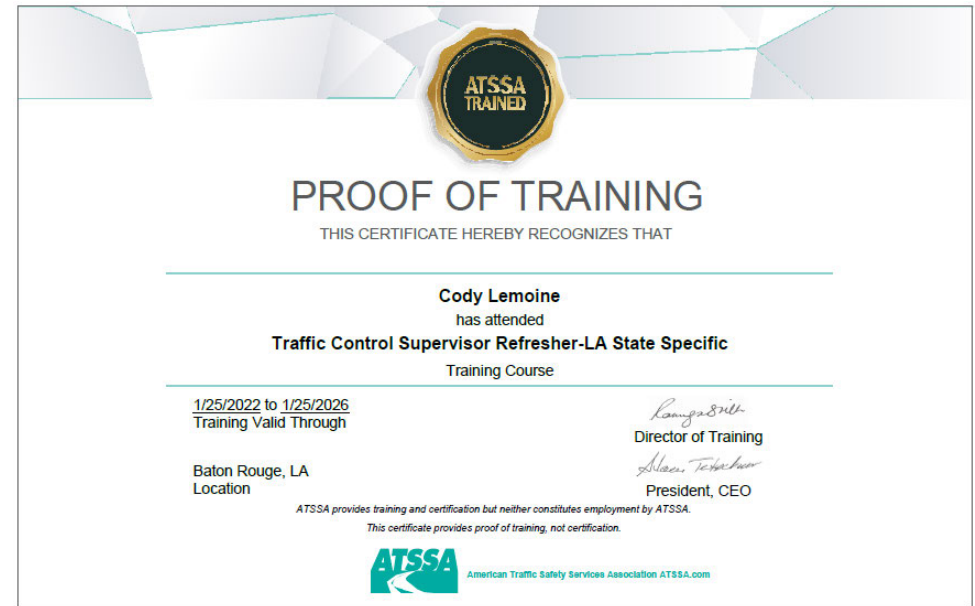 ATSSA
TRAINED
PROOF OF TRAINING
THIS CERTIFICATE HEREBY RECOGNIZES THAT
Cody Lemoine
has attended
Traffic Control Supervisor Refresher-LA State Specific
Training Course
1/25/2022 to 1/25/2026
Training Valid Through
Director of Training
Baton Rouge, LA
Location
President, CEO
ATSSA provides training and certification but neither constitutes employment by ATSSA.
This certificate provides proof of training, not certification.
ATSSA
American Traffic Safety Services Association ATSSA.com